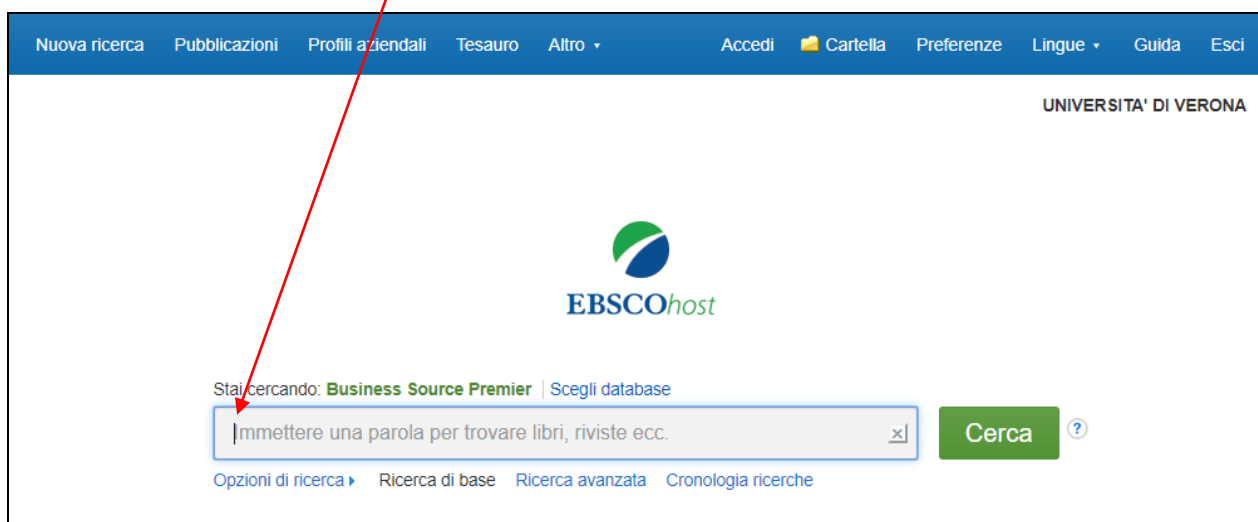 Nuova ricerca Pubblicazioni Profili aziendali Tesauro Altro Accedi Cartella Preferenze Lingue Guida Esci
UNIVERSITA' DI VERONA
EBSCOhost
Stai cercando: Business Source Premier Scegli database
Immettere una parola per trovare libri, riviste ecc. x Cerca ?
Opzioni di ricerca Ricerca di base Ricerca avanzata Cronologia ricerche